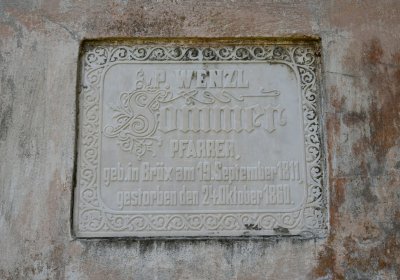 P. WENZL
Sommer
PFARRER,
geb. in Brüx am 19. September 1811,
gestorben den 24. Oktober 1890.